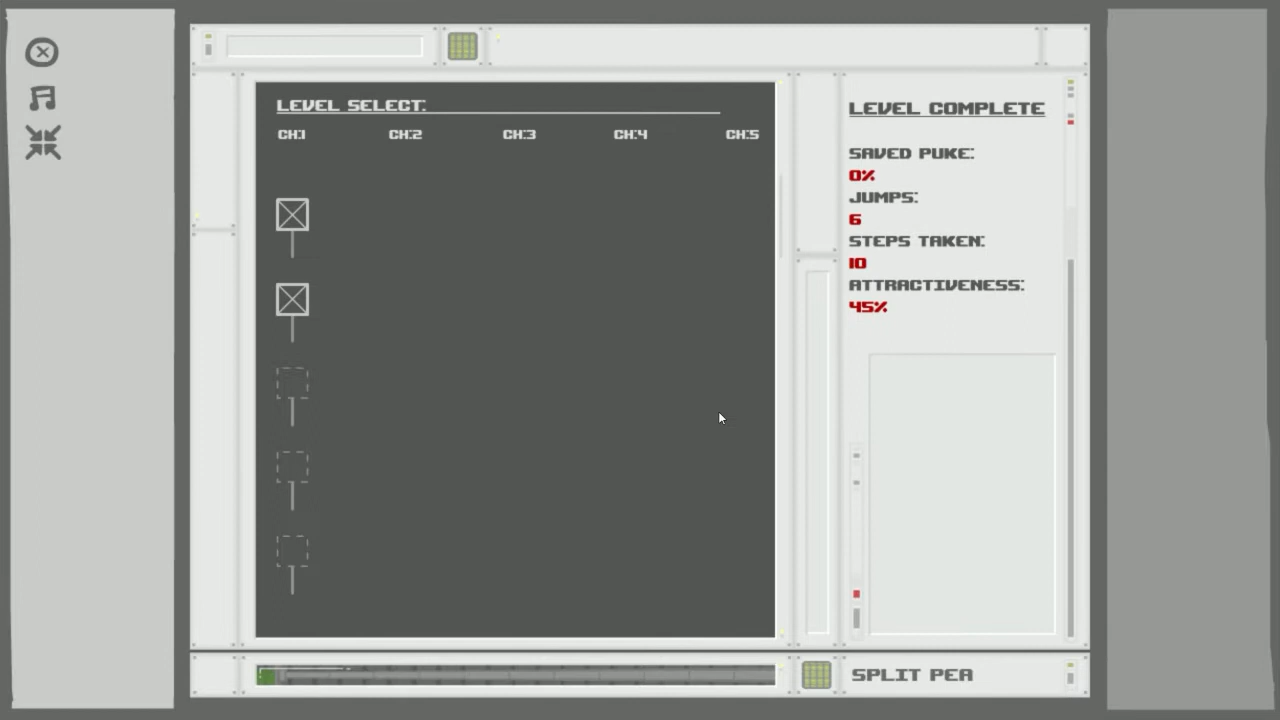 LEVEL SELECT:
CH:1 CH:2 CH:3 CH:4 CH:5
LEVEL COMPLETE
SAVED PUKE:
0%
JUMPS:
6
STEPS TAKEN:
10
ATTRACTIVENESS:
45%
SPLIT PEA